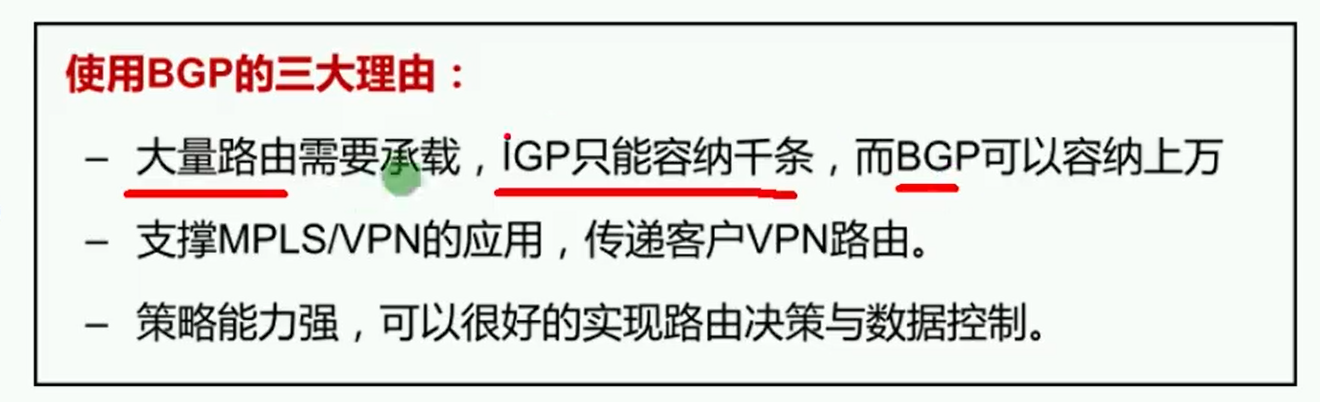 使用BGP的三大理由：
– 大量路由需要承载，IGP只能容纳千条，而BGP可以容纳上万
– 支撑MPLS/VPN的应用，传递客户VPN路由。
– 策略能力强，可以很好的实现路由决策与数据控制。